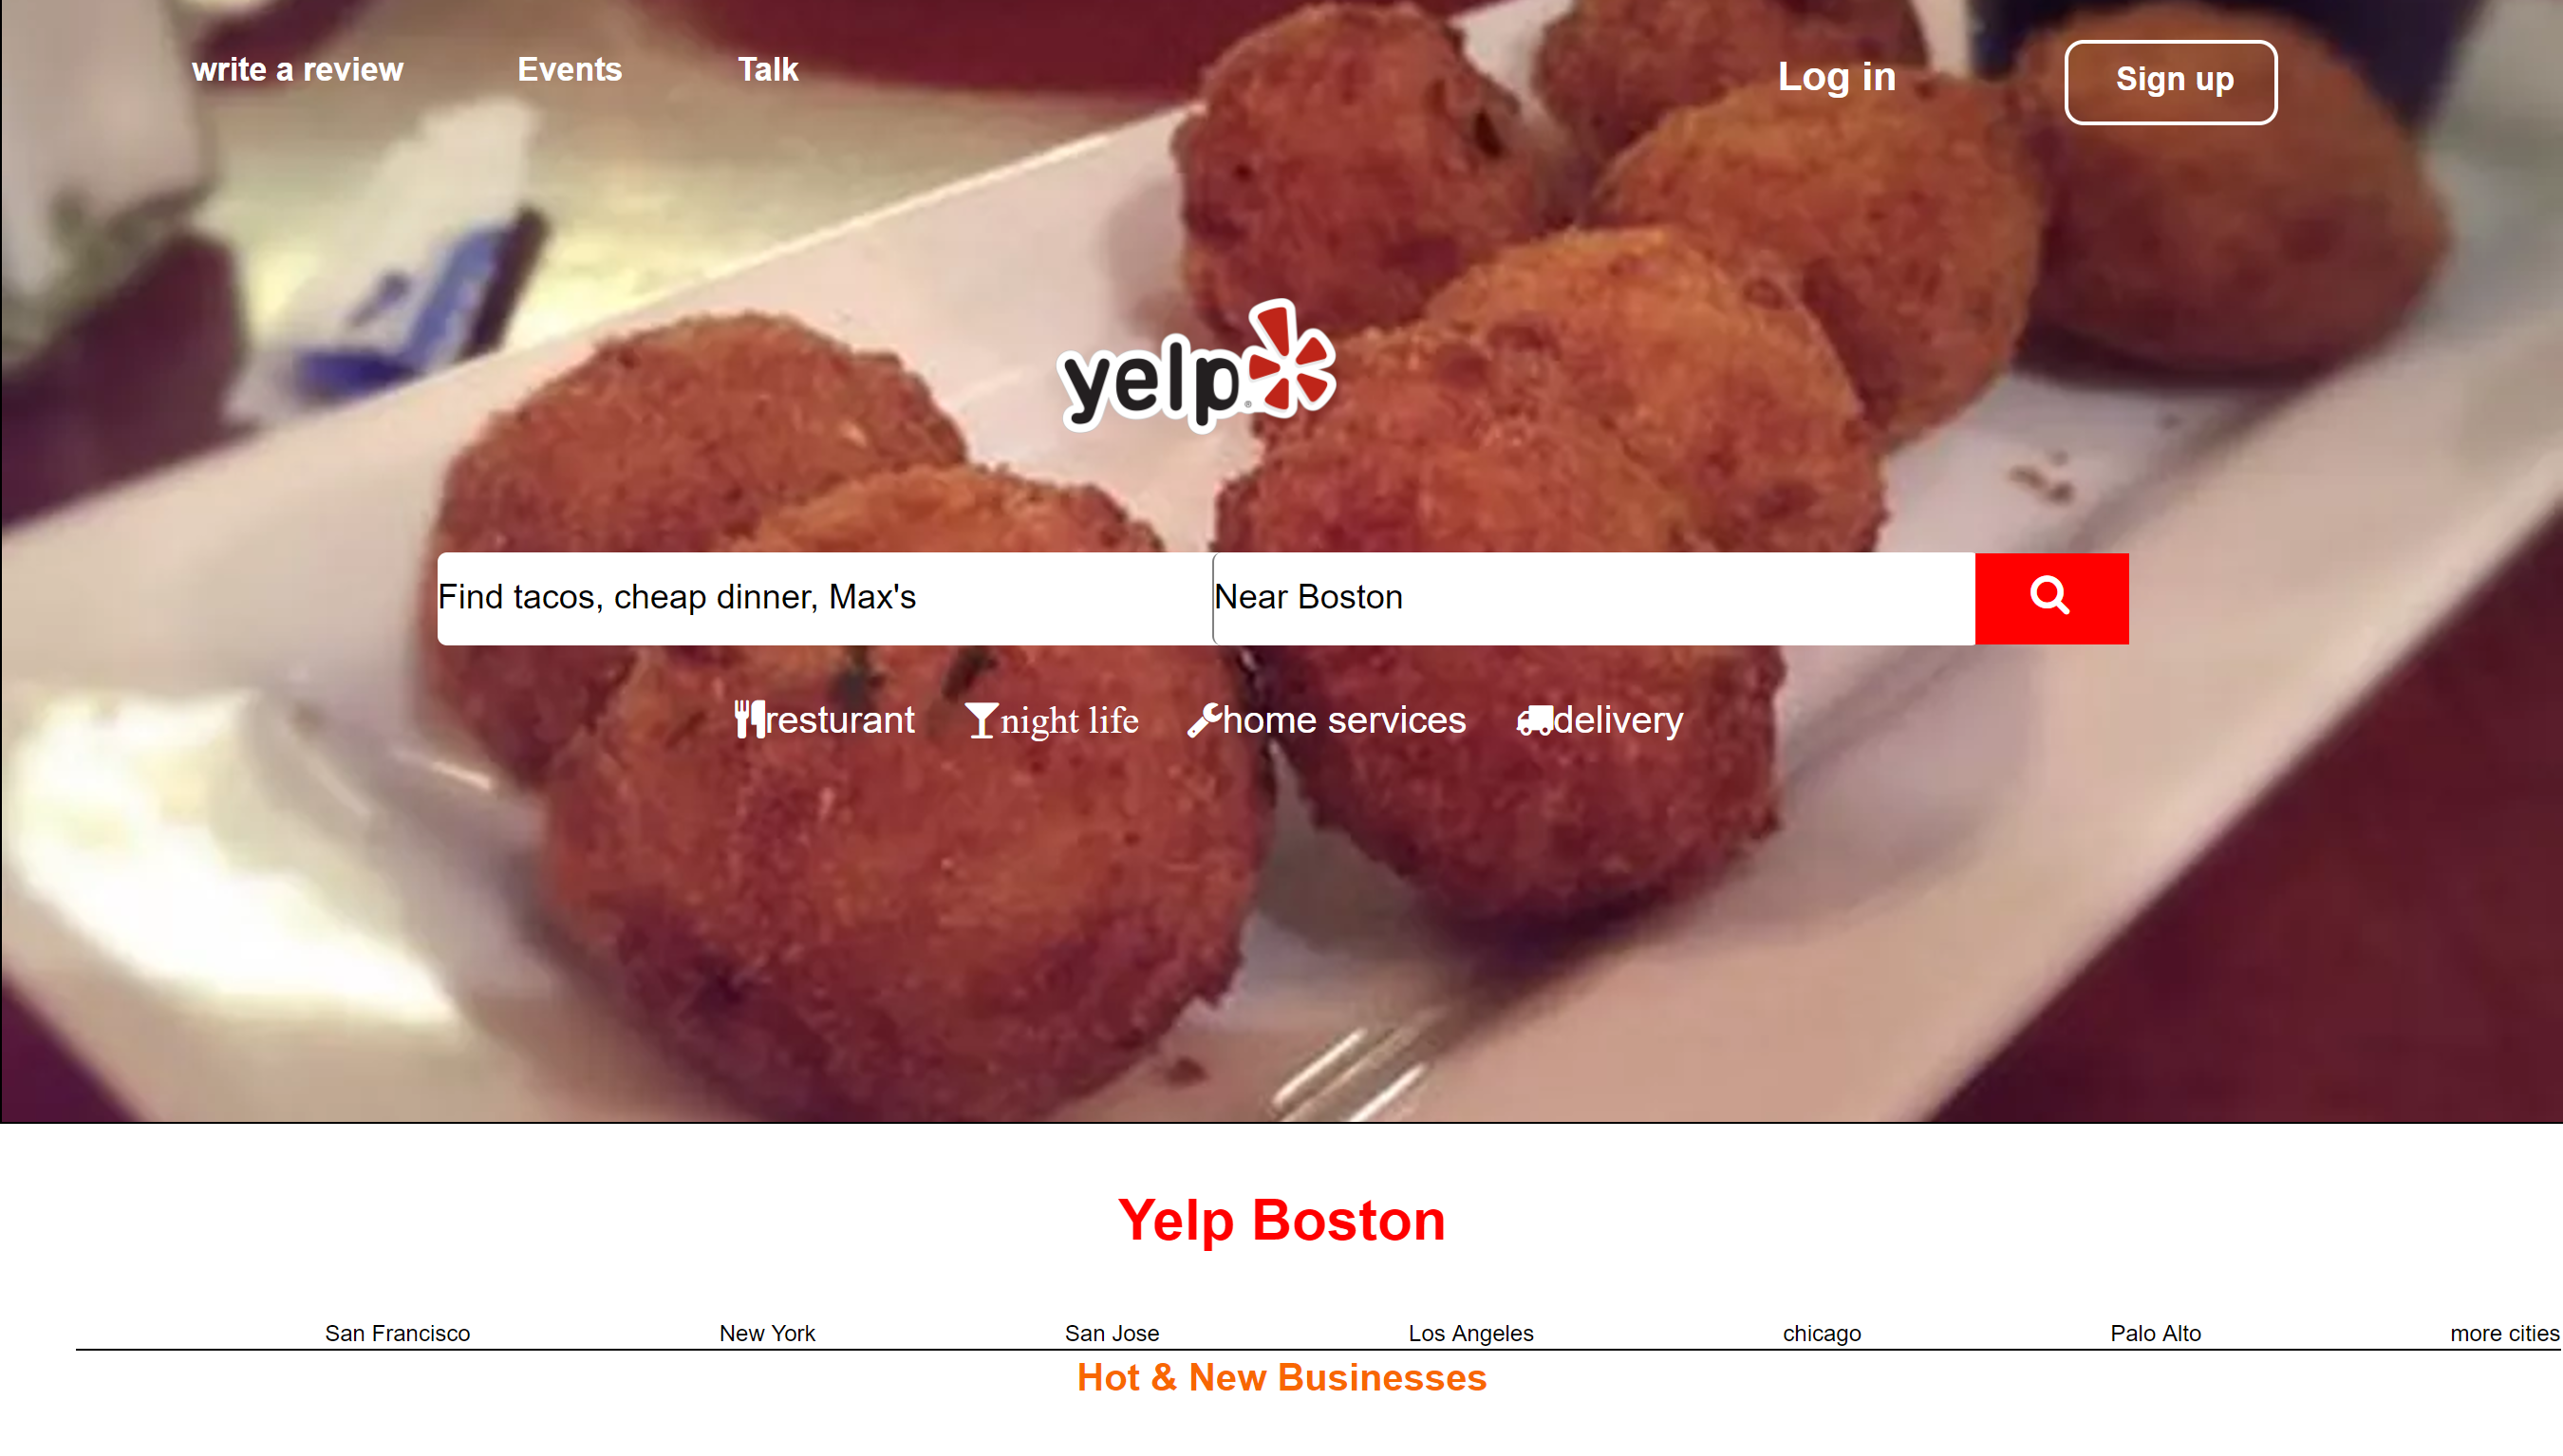 write a review Events Talk Log in Sign up
yelp
Find tacos, cheap dinner, Max's Near Boston
resturant night life home services delivery
Yelp Boston
San Francisco New York San Jose Los Angeles chicago Palo Alto more cities
Hot & New Businesses